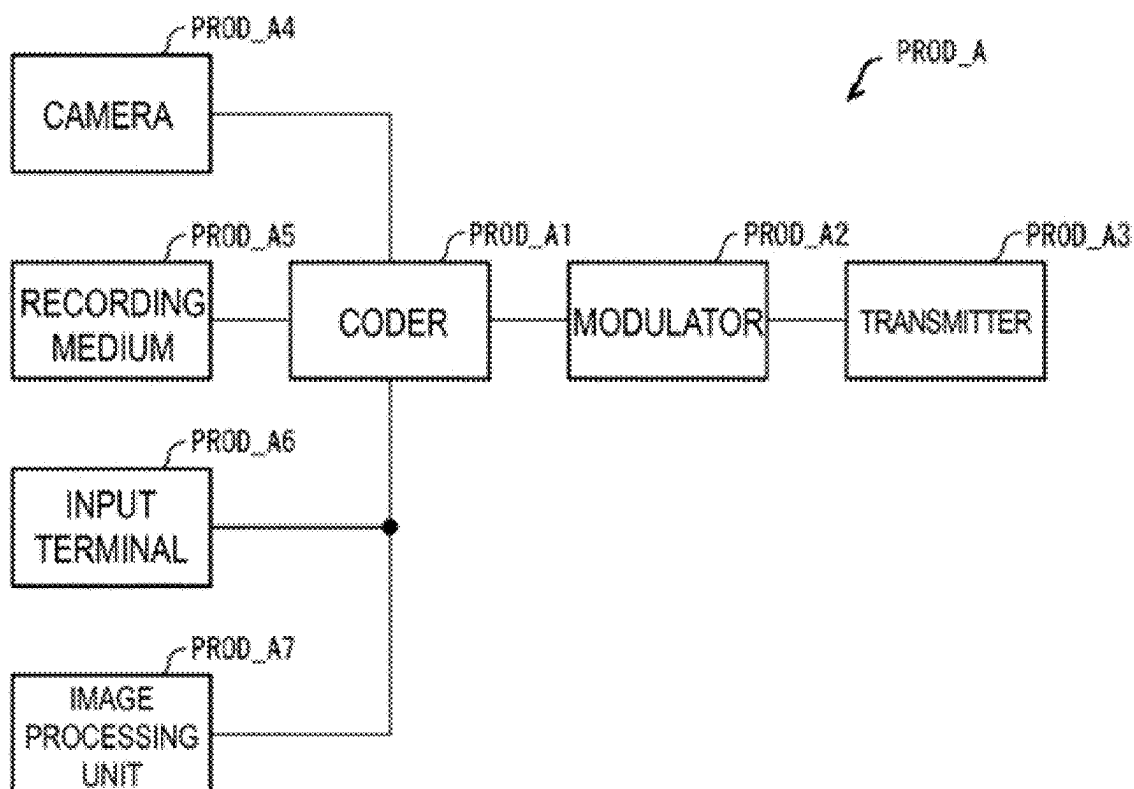 PROD_A4
PROD_A
CAMERA
PROD_A5
PROD_A1
PROD_A2
PROD_A3
RECORDING
MEDIUM
CODER
MODULATOR
TRANSMITTER
PROD_A6
INPUT
TERMINAL
PROD_A7
IMAGE
PROCESSING
UNIT